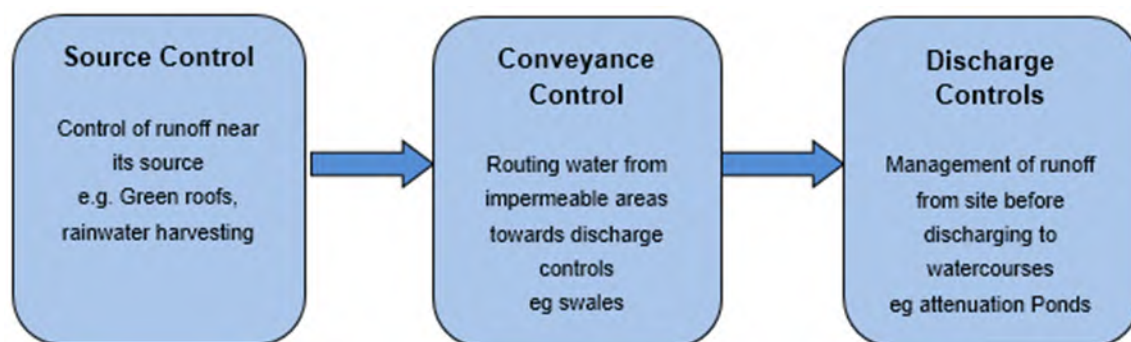 Source Control
Control of runoff near
its source
e.g. Green roofs,
rainwater harvesting
Conveyance
Control
Routing water from
impermeable areas
towards discharge
controls
eg swales
Discharge
Controls
Management of runoff
from site before
discharging to
watercourses
eg attenuation Ponds